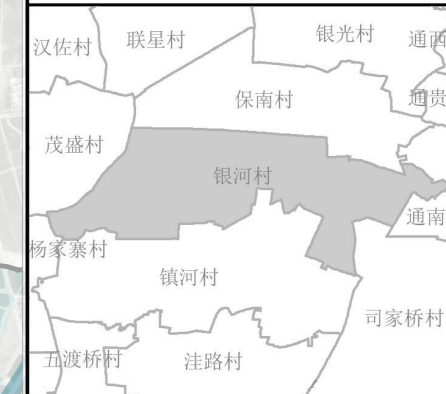 联星村
银光村
通西
汉佐村
保南村
通贵
茂盛村
银河村
通南
杨家寨村
镇河村
司家桥村
五渡桥村
洼路村